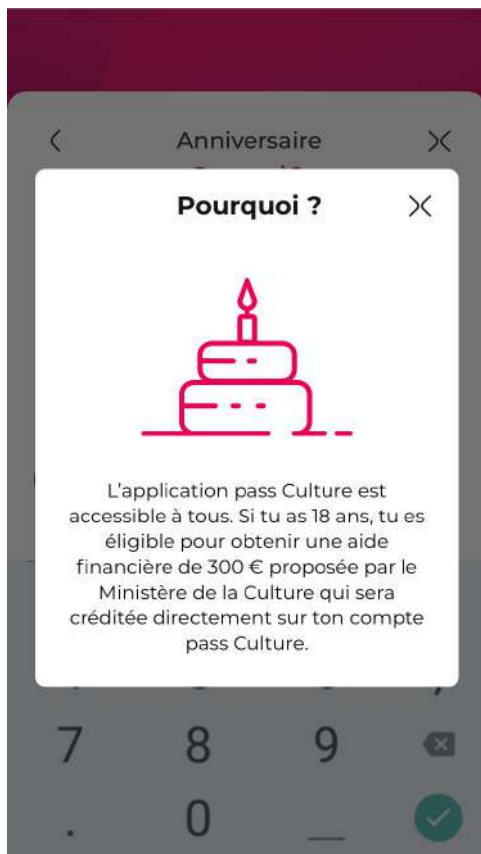 Anniversaire
Pourquoi ?
L'application pass Culture est
accessible à tous. Si tu as 18 ans, tu es
éligible pour obtenir une aide
financière de 300 € proposée par le
Ministère de la Culture qui sera
créditée directement sur ton compte
pass Culture.
7 8 9
. 0 _